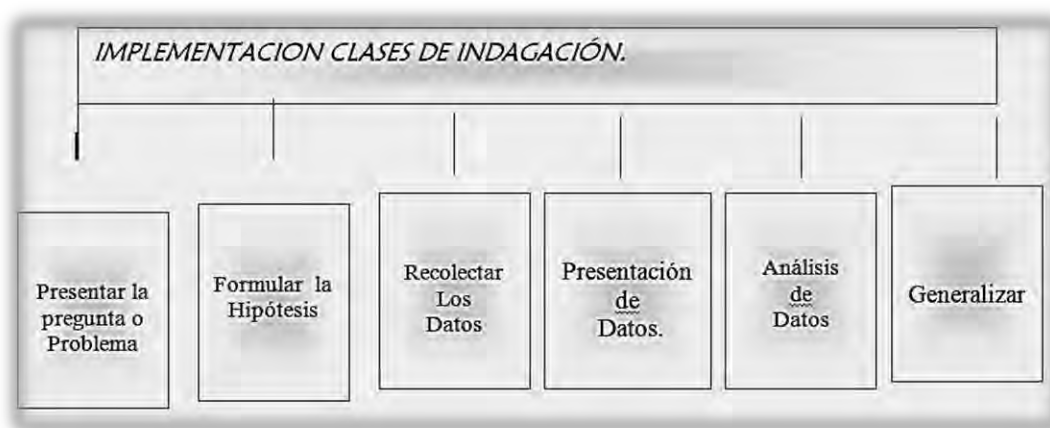 IMPLEMENTACION CLASES DE INDAGACIÓN.
Presentar la
pregunta o
Problema
Formular la
Hipótesis
Recolectar
Los
Datos
Presentación
de
Datos.
Análisis
de
Datos
Generalizar